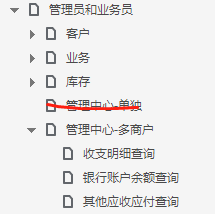 管理员和业务员
客户
业务
库存
管理中心-单独
管理中心-多商户
收支明细查询
银行账户余额查询
其他应收应付查询